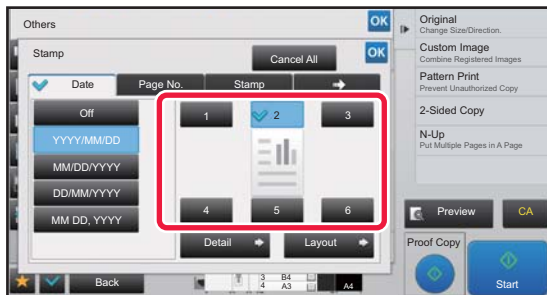 Others
OK
Stamp
Cancel All
OK
Date
Page No.
Stamp
Off
YYYY/MM/DD
MM/DD/YYYY
DD/MM/YYYY
MM DD, YYYY
1
2
3
4
5
6
Detail
Layout
Back
3 B4
4 A3
A4
Original
Change Size/Direction.
Custom Image
Combine Registered Images
Pattern Print
Prevent Unauthorized Copy
2-Sided Copy
N-Up
Put Multiple Pages in A Page
Preview
CA
Proof Copy
Start